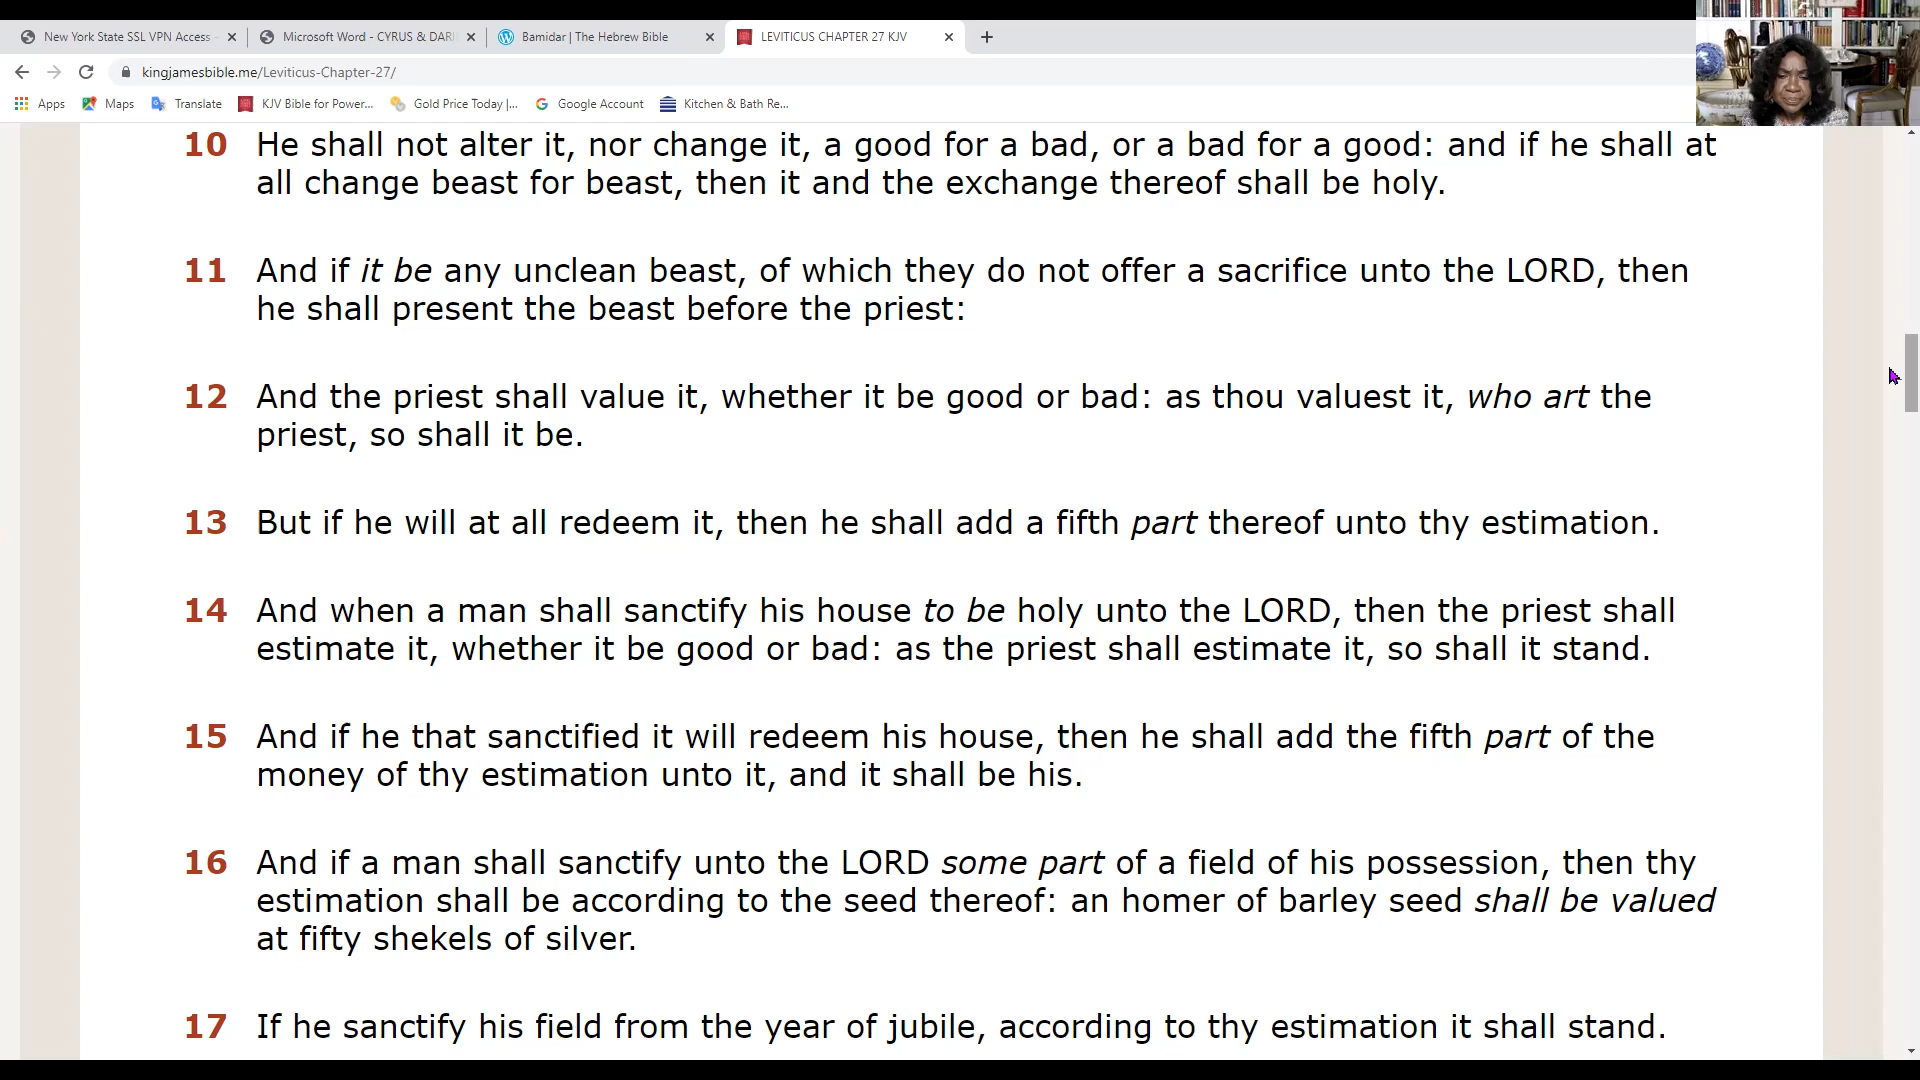 New York State SSL VPN Access -
Microsoft Word - CYRUS & DARI
Bamidar | The Hebrew Bible
LEVITICUS CHAPTER 27 KJV
kingjamesbible.me/Leviticus-Chapter-27/
Apps
Maps
Translate
KJV Bible for Power...
Gold Price Today |...
Google Account
Kitchen & Bath Re...
10 He shall not alter it, nor change it, a good for a bad, or a bad for a good: and if he shall at
all change beast for beast, then it and the exchange thereof shall be holy.
11 And if it be any unclean beast, of which they do not offer a sacrifice unto the LORD, then
he shall present the beast before the priest:
12 And the priest shall value it, whether it be good or bad: as thou valuest it, who art the
priest, so shall it be.
13 But if he will at all redeem it, then he shall add a fifth part thereof unto thy estimation.
14 And when a man shall sanctify his house to be holy unto the LORD, then the priest shall
estimate it, whether it be good or bad: as the priest shall estimate it, so shall it stand.
15 And if he that sanctified it will redeem his house, then he shall add the fifth part of the
money of thy estimation unto it, and it shall be his.
16 And if a man shall sanctify unto the LORD some part of a field of his possession, then thy
estimation shall be according to the seed thereof: an homer of barley seed shall be valued
at fifty shekels of silver.
17 If he sanctify his field from the year of jubile, according to thy estimation it shall stand.